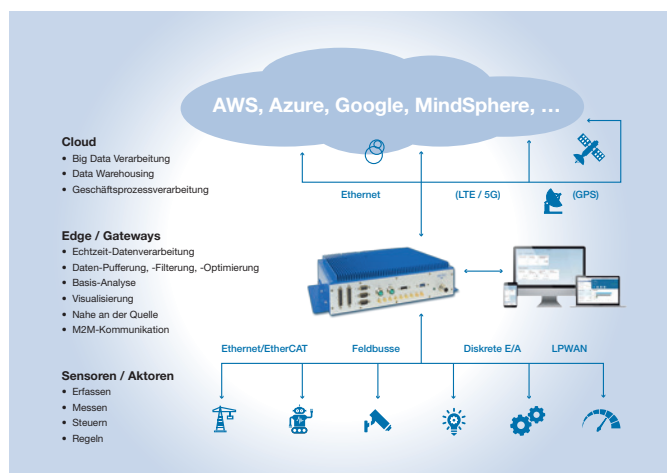 AWS, Azure, Google, MindSphere, ...
Cloud
• Big Data Verarbeitung
• Data Warehousing
• Geschäftsprozessverarbeitung
Ethernet
(LTE / 5G)
(GPS)
Edge / Gateways
• Echtzeit-Datenverarbeitung
• Daten-Pufferung, -Filterung, -Optimierung
• Basis-Analyse
• Visualisierung
• Nahe an der Quelle
• M2M-Kommunikation
Ethernet/EtherCAT
Feldbusse
Diskrete E/A
LPWAN
Sensoren / Aktoren
• Erfassen
• Messen
• Steuern
• Regeln